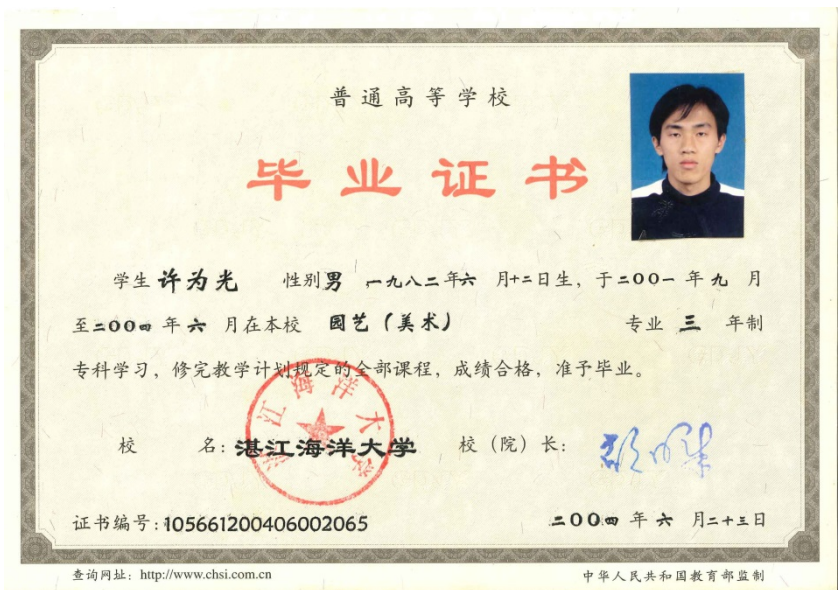 普通高等学校
毕业证书
学生 许为光 性别 男 一九八二年六月十二日生，于二〇〇一年九月
至二〇〇四年六月在本校 园艺（美术） 专业 三 年制
专科学习，修完教学计划规定的全部课程，成绩合格，准予毕业。
校 名：湛江海洋大学 校（院）长：
湛江海洋大学
证书编号：105661200406002065 二〇〇四年六月二十三日
查询网址：http://www.chsi.com.cn 中华人民共和国教育部监制